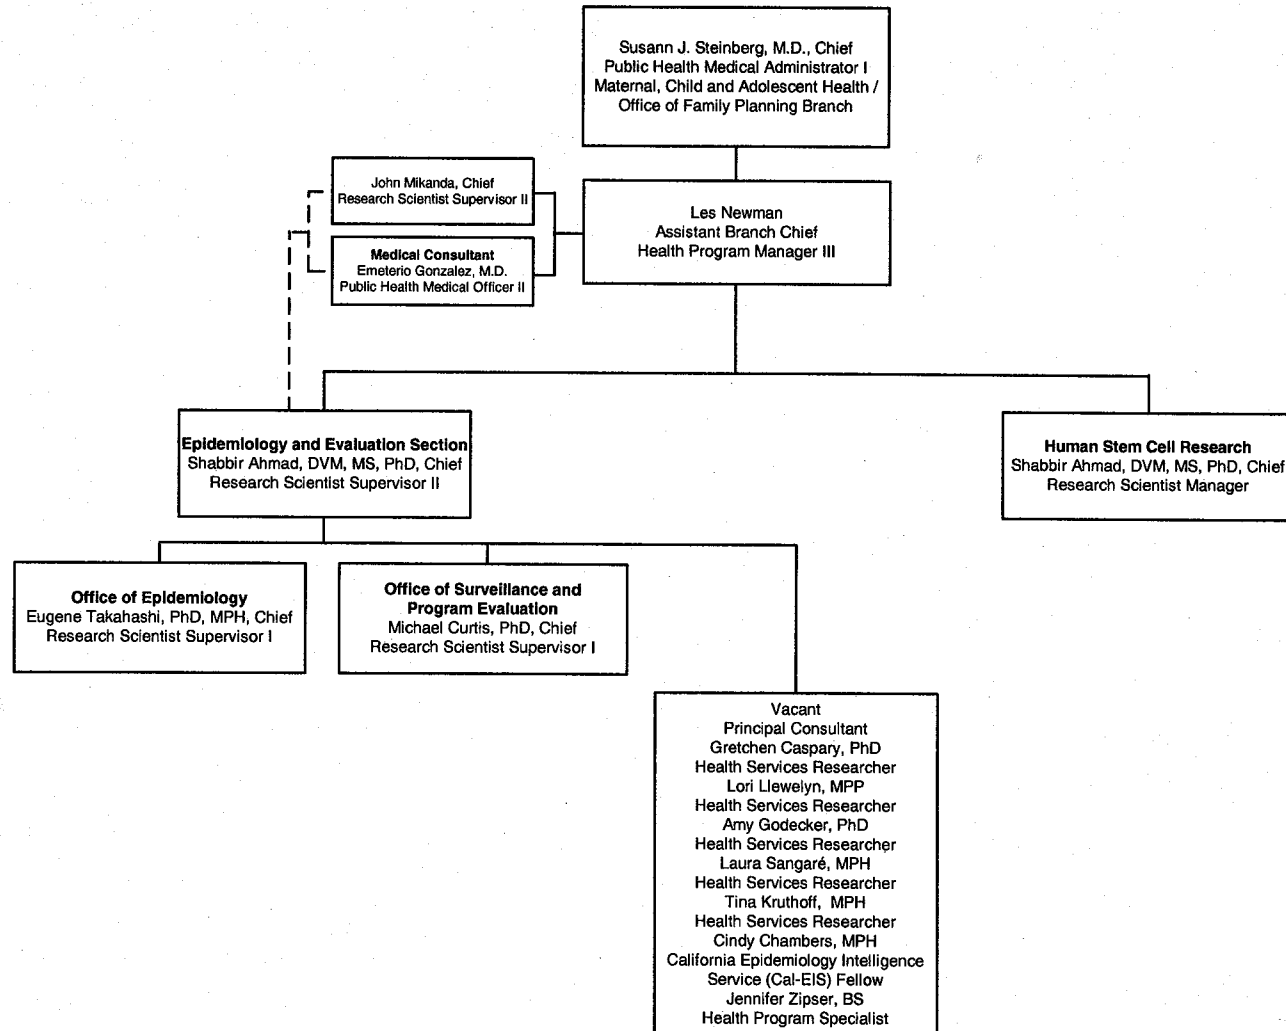 Susann J. Steinberg, M.D., Chief
Public Health Medical Administrator I
Maternal, Child and Adolescent Health /
Office of Family Planning Branch
John Mikanda, Chief
Research Scientist Supervisor II
Medical Consultant
Emeterio Gonzalez, M.D.
Public Health Medical Officer II
Les Newman
Assistant Branch Chief
Health Program Manager III
Epidemiology and Evaluation Section
Shabbir Ahmad, DVM, MS, PhD, Chief
Research Scientist Supervisor II
Human Stem Cell Research
Shabbir Ahmad, DVM, MS, PhD, Chief
Research Scientist Manager
Office of Epidemiology
Eugene Takahashi, PhD, MPH, Chief
Research Scientist Supervisor I
Office of Surveillance and
Program Evaluation
Michael Curtis, PhD, Chief
Research Scientist Supervisor I
Vacant
Principal Consultant
Gretchen Caspary, PhD
Health Services Researcher
Lori Llewelyn, MPP
Health Services Researcher
Amy Godecker, PhD
Health Services Researcher
Laura Sangaré, MPH
Health Services Researcher
Tina Kruthoff, MPH
Health Services Researcher
Cindy Chambers, MPH
California Epidemiology Intelligence
Service (Cal-EIS) Fellow
Jennifer Zipser, BS
Health Program Specialist